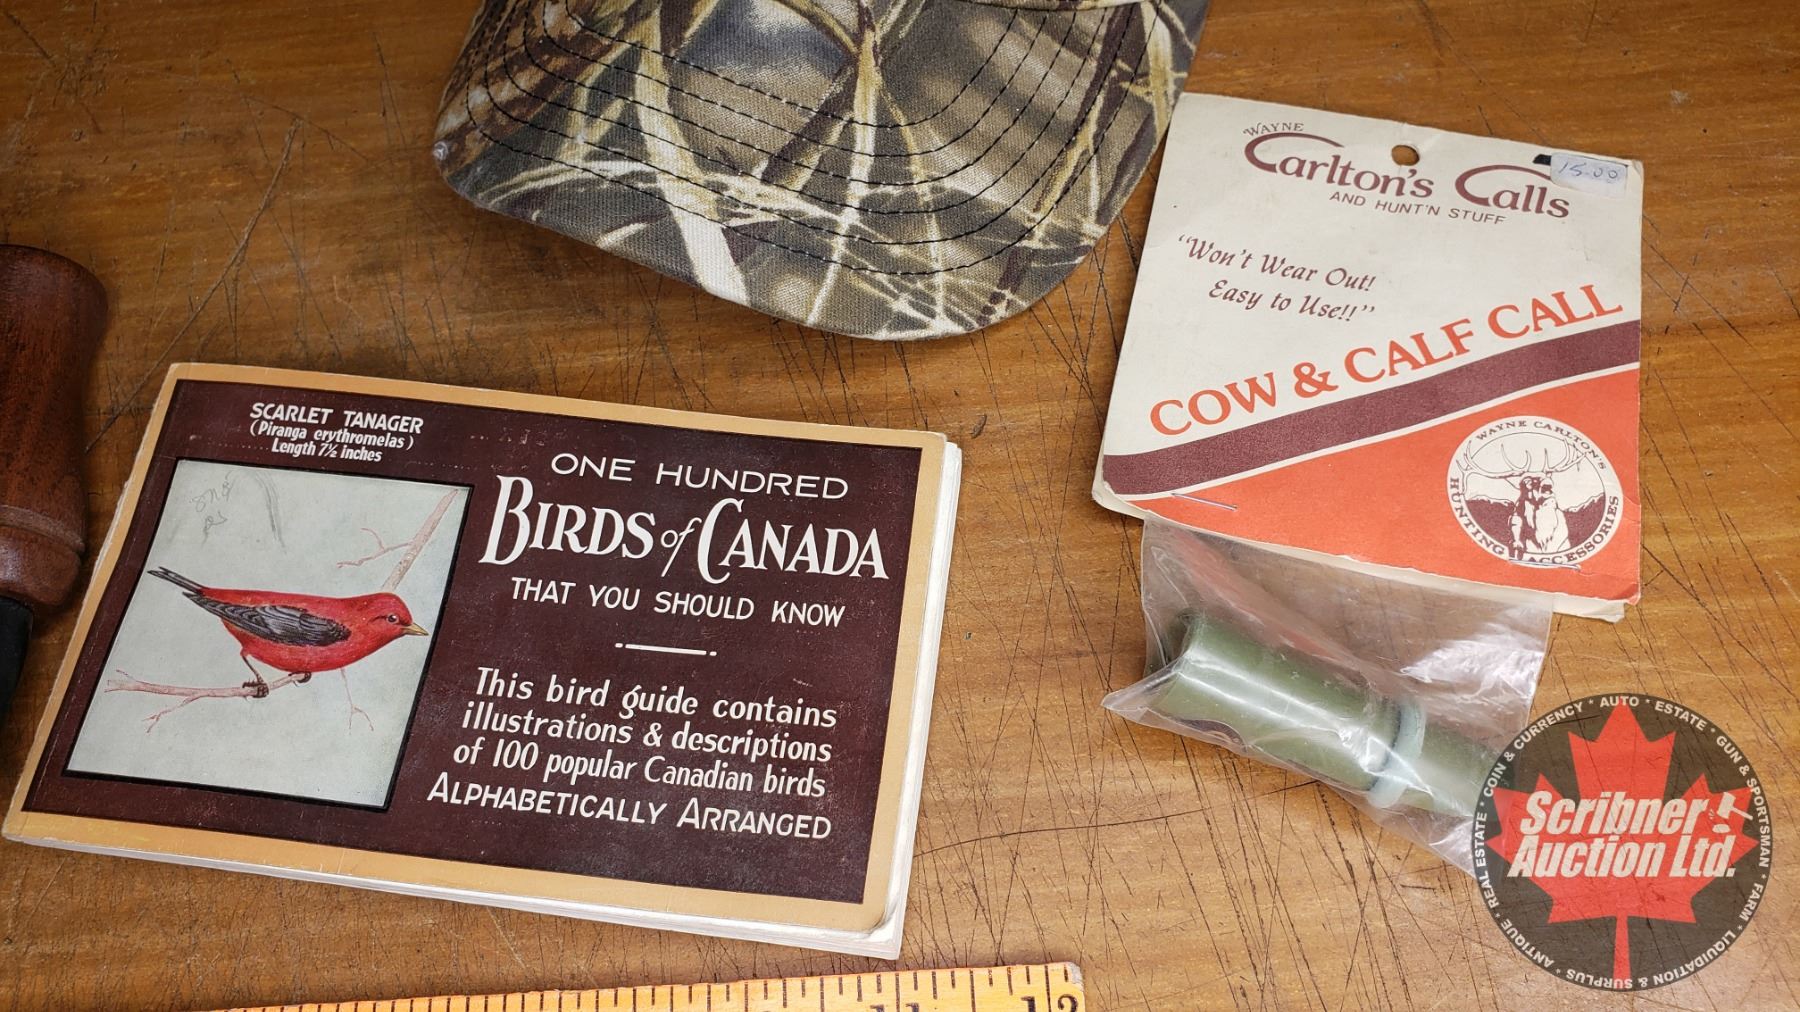 SCARLET TANAGER
(Piranga erythromelas)
Length 7½ inches
ONE HUNDRED
BIRDS of CANADA
THAT YOU SHOULD KNOW
This bird guide contains
illustrations & descriptions
of 100 popular Canadian birds
ALPHABETICALLY ARRANGED
WAYNE
Carlton's Calls
AND HUNT'N STUFF
15.00
"Won't Wear Out!
Easy to Use!!"
COW & CALF CALL
WAYNE CARLTON'S
HUNTING ACCESSORIES
11
12
Scribner
Auction Ltd.
REAL ESTATE * COIN & CURRENCY * AUTO * ESTATE * GUN & SPORTSMAN * FARM * LIQUIDATION & SURPLUS * ANTIQUE *